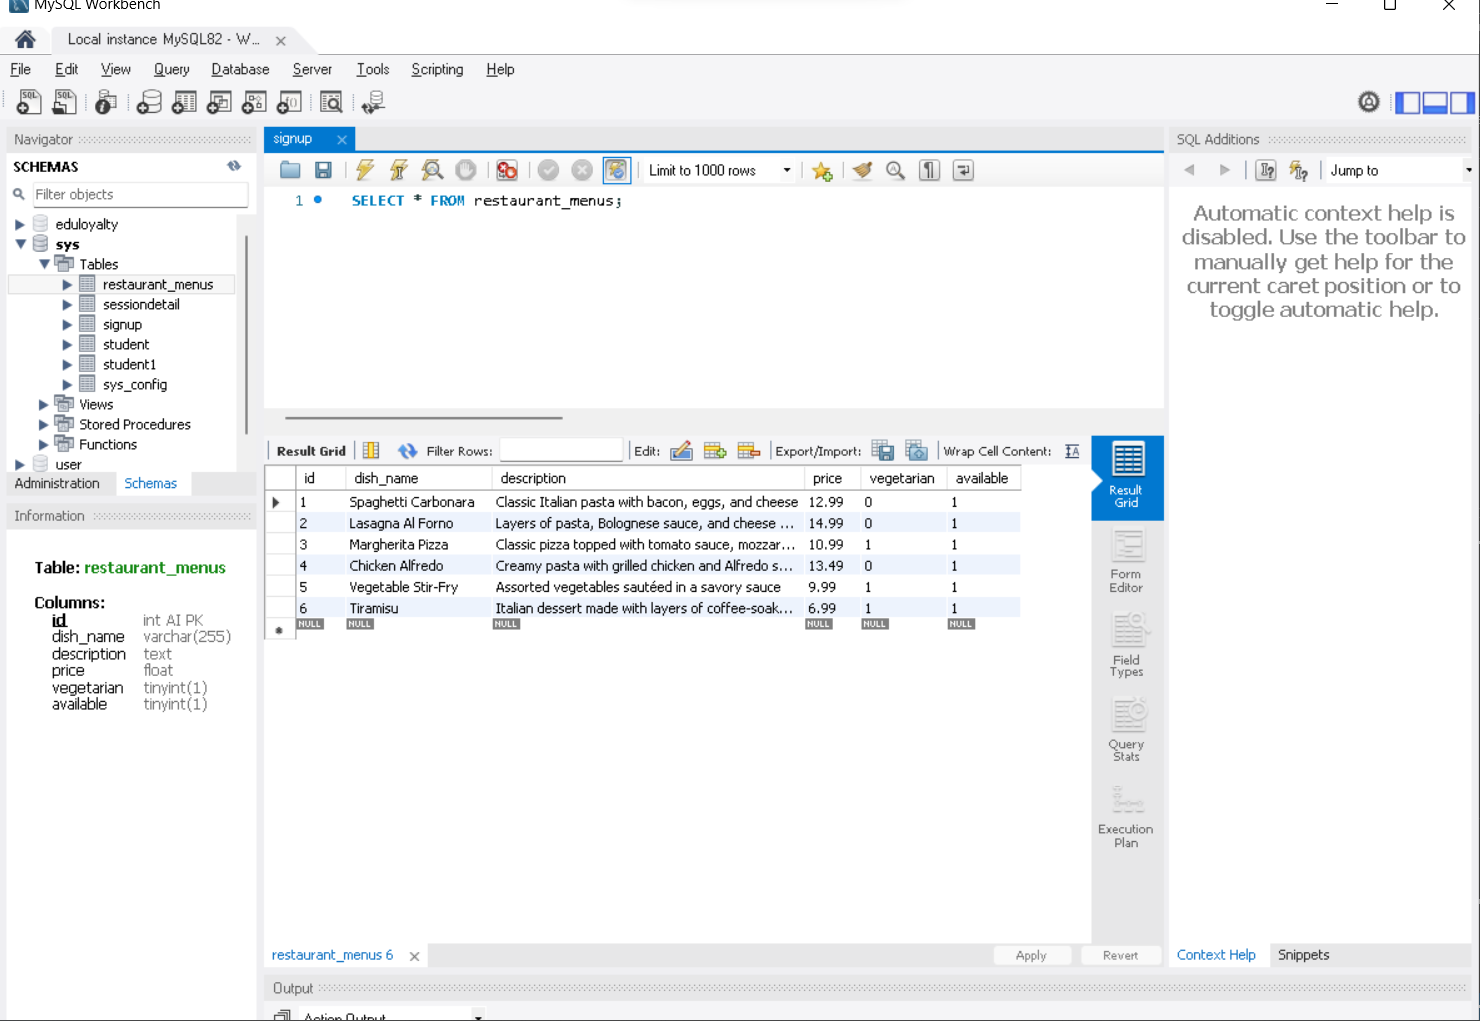 MySQL Workbench
Local instance MySQL82 - W...
File Edit View Query Database Server Tools Scripting Help
Navigator
SCHEMAS
Filter objects
eduloyalty
sys
Tables
restaurant_menus
sessiondetail
signup
student
student1
sys_config
Views
Stored Procedures
Functions
user
Administration Schemas
Information
Table: restaurant_menus
Columns:
id int AI PK
dish_name varchar(255)
description text
price float
vegetarian tinyint(1)
available tinyint(1)
signup
Limit to 1000 rows
1 SELECT * FROM restaurant_menus;
Result Grid Filter Rows: Edit: Export/Import: Wrap Cell Content:
id dish_name description price vegetarian available
1 Spaghetti Carbonara Classic Italian pasta with bacon, eggs, and cheese 12.99 0 1
2 Lasagna Al Forno Layers of pasta, Bolognese sauce, and cheese ... 14.99 0 1
3 Margherita Pizza Classic pizza topped with tomato sauce, mozzar... 10.99 1 1
4 Chicken Alfredo Creamy pasta with grilled chicken and Alfredo s... 13.49 0 1
5 Vegetable Stir-Fry Assorted vegetables sautéed in a savory sauce 9.99 1 1
6 Tiramisu Italian dessert made with layers of coffee-soak... 6.99 1 1
NULL NULL NULL NULL NULL NULL
Result
Grid
Form
Editor
Field
Types
Query
Stats
Execution
Plan
restaurant_menus 6
Apply Revert
Output
Action Output
SQL Additions
Jump to
Automatic context help is
disabled. Use the toolbar to
manually get help for the
current caret position or to
toggle automatic help.
Context Help Snippets